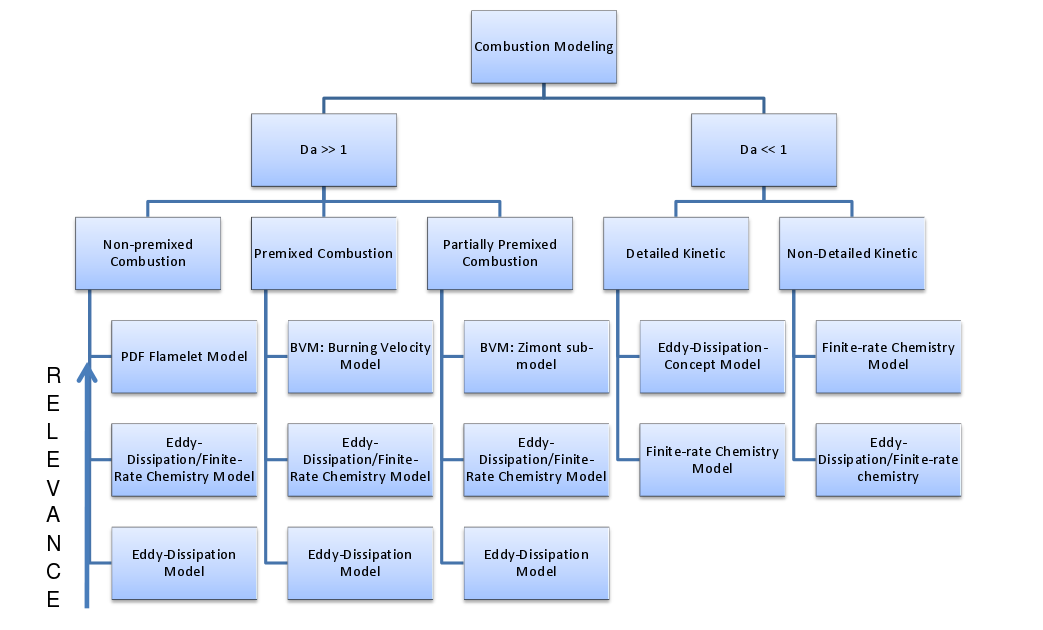 Combustion Modeling
Da >> 1
Da << 1
Non-premixed
Combustion
Premixed Combustion
Partially Premixed
Combustion
Detailed Kinetic
Non-Detailed Kinetic
PDF Flamelet Model
BVM: Burning Velocity
Model
BVM: Zimont sub-
model
Eddy-Dissipation-
Concept Model
Finite-rate Chemistry
Model
Eddy-
Dissipation/Finite-
Rate Chemistry Model
Eddy-
Dissipation/Finite-
Rate Chemistry Model
Eddy-
Dissipation/Finite-
Rate Chemistry Model
Finite-rate Chemistry
Model
Eddy-
Dissipation/Finite-rate
chemistry
Eddy-Dissipation
Model
Eddy-Dissipation
Model
Eddy-Dissipation
Model
R
E
L
E
V
A
N
C
E